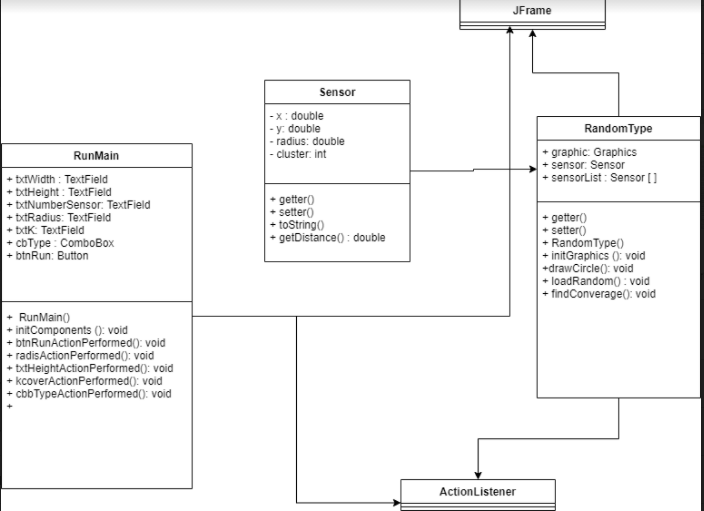 JFrame
Sensor
- x : double
- y: double
- radius: double
- cluster: int
+ getter()
+ setter()
+ toString()
+ getDistance() : double
RunMain
+ txtWidth : TextField
+ txtHeight : TextField
+ txtNumberSensor: TextField
+ txtRadius: TextField
+ txtK: TextField
+ cbType : ComboBox
+ btnRun: Button
+ RunMain()
+ initComponents (): void
+ btnRunActionPerformed(): void
+ radisActionPerformed(): void
+ txtHeightActionPerformed(): void
+ kcoverActionPerformed(): void
+ cbbTypeActionPerformed(): void
+
RandomType
+ graphic: Graphics
+ sensor: Sensor
+ sensorList : Sensor [ ]
+ getter()
+ setter()
+ RandomType()
+ initGraphics (): void
+drawCircle(): void
+ loadRandom() : void
+ findConverage(): void
ActionListener